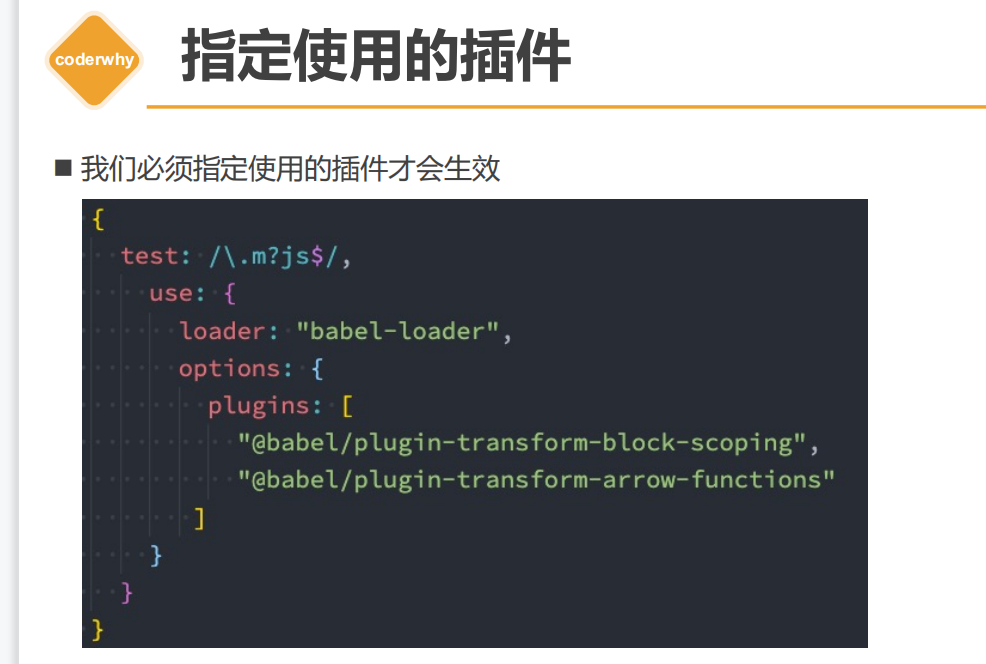 coderwhy
指定使用的插件
我们必须指定使用的插件才会生效
{
  test: /\.m?js$/,
    use: {
      loader: "babel-loader",
      options: {
        plugins: [
          "@babel/plugin-transform-block-scoping",
          "@babel/plugin-transform-arrow-functions"
       ]
    }
  }
}